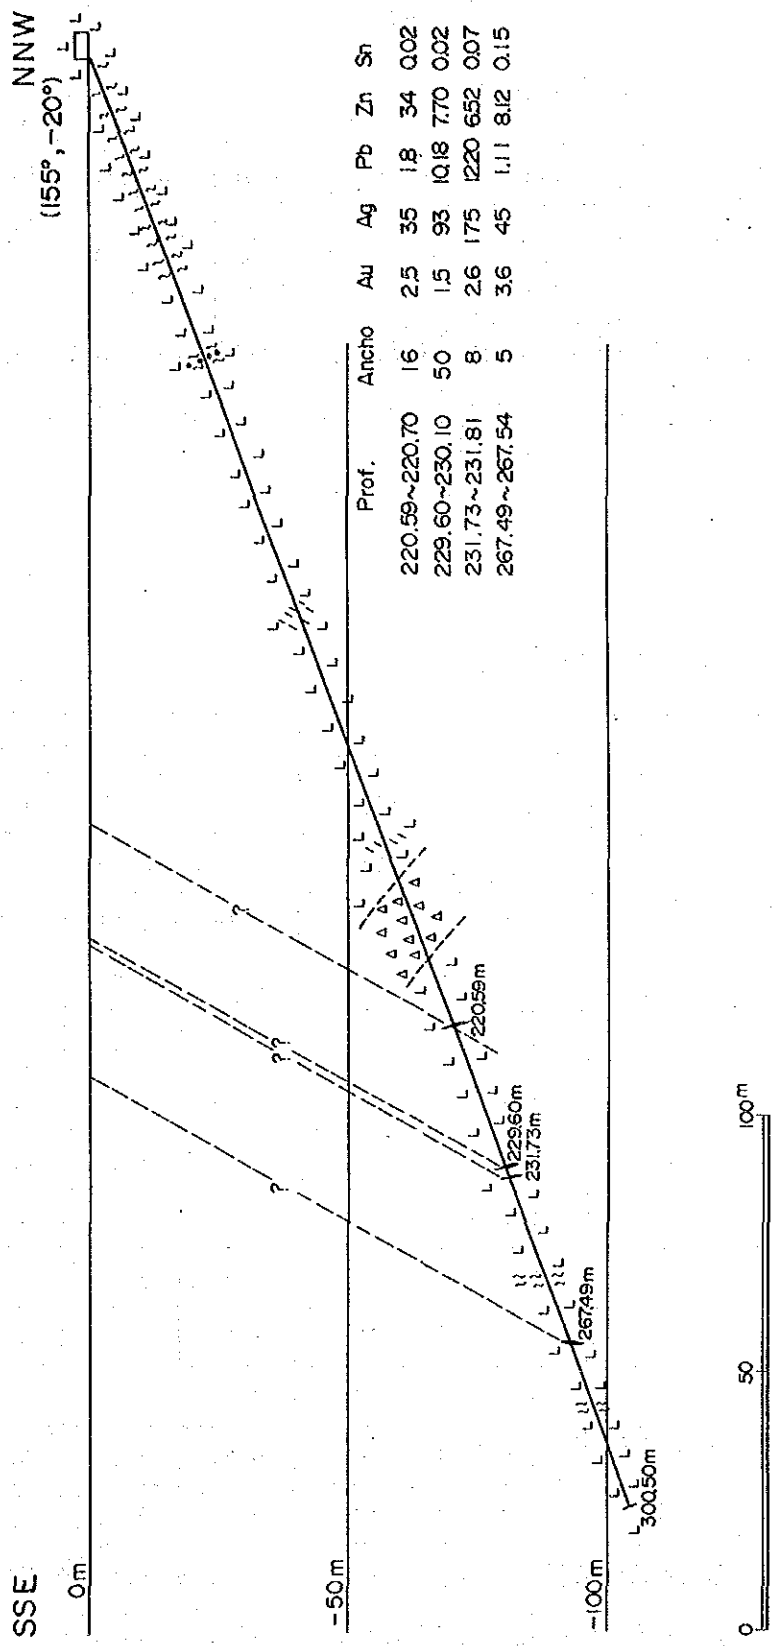 SSE
NNW
(155°, -20°)
0m
-50m
-100m
Prof. Ancho Au Ag Pb Zn Sn
220.59~220.70 16 2.5 35 1.8 34 0.02
229.60~230.10 50 1.5 93 10.18 7.70 0.02
231.73~231.81 8 2.6 175 12.20 6.52 0.07
267.49~267.54 5 3.6 45 1.11 8.12 0.15
?
?
?
?
220.59m
229.60m
231.73m
267.49m
300.50m
0 50 100m